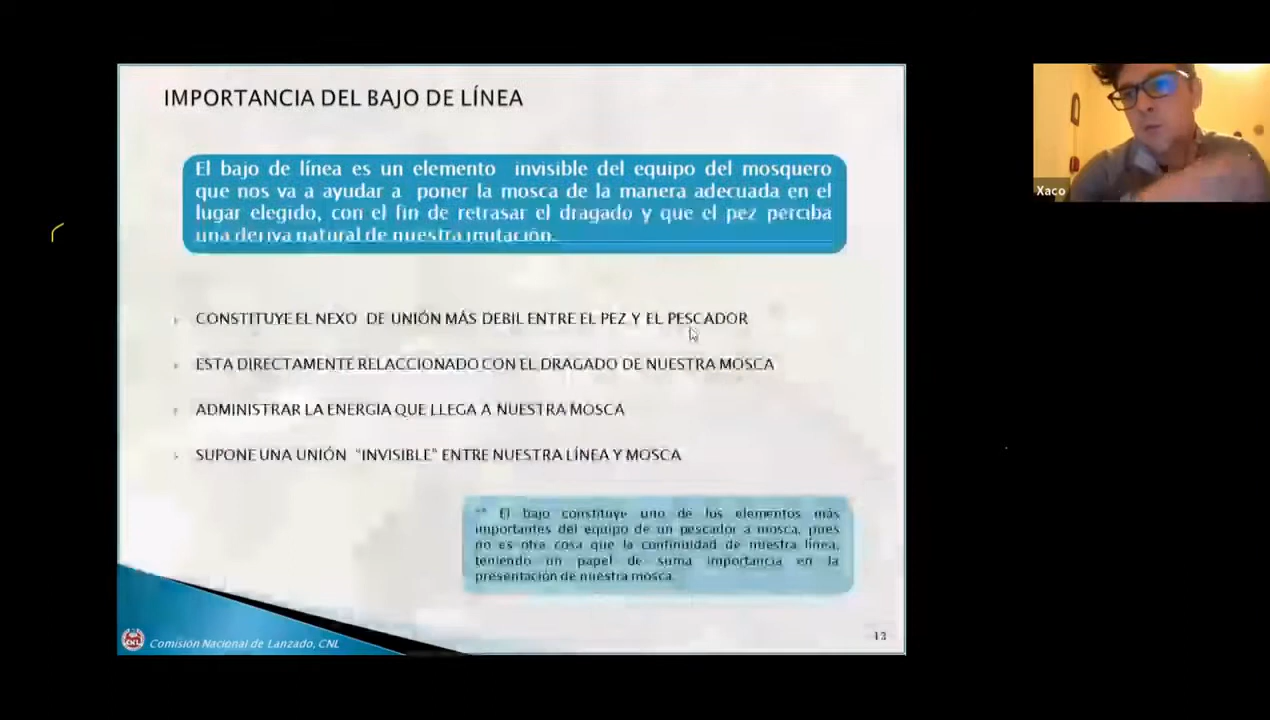 IMPORTANCIA DEL BAJO DE LÍNEA
El bajo de línea es un elemento invisible del equipo del mosquero
que nos va a ayudar a poner la mosca de la manera adecuada en el
lugar elegido, con el fin de retrasar el dragado y que el pez perciba
una deriva natural de nuestra imitación.
Xaco
CONSTITUYE EL NEXO DE UNIÓN MÁS DEBIL ENTRE EL PEZ Y EL PESCADOR
ESTA DIRECTAMENTE RELACCIONADO CON EL DRAGADO DE NUESTRA MOSCA
ADMINISTRAR LA ENERGIA QUE LLEGA A NUESTRA MOSCA
SUPONE UNA UNIÓN "INVISIBLE" ENTRE NUESTRA LÍNEA Y MOSCA
** El bajo constituye uno de los elementos más
importantes del equipo de un pescador a mosca, pues
no es otra cosa que la continuidad de nuestra línea,
teniendo un papel de suma importancia en la
presentación de nuestra mosca.
CNL Comisión Nacional de Lanzado, CNL
12